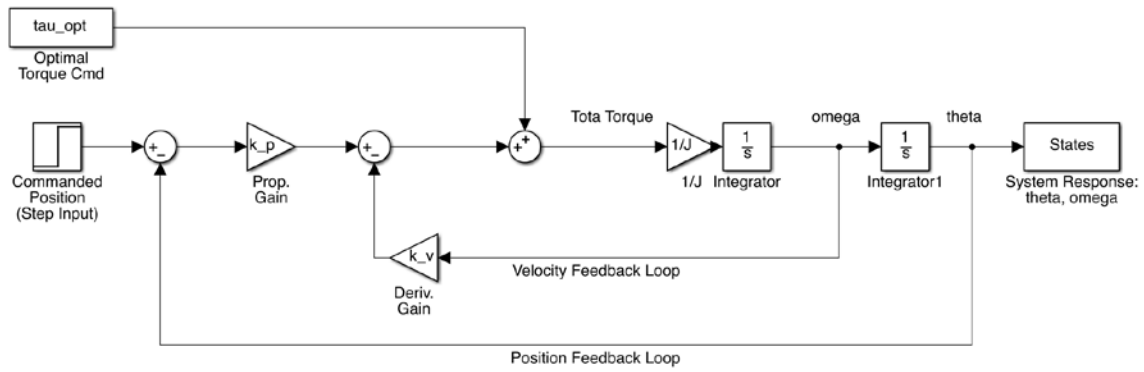 tau_opt
Optimal
Torque Cmd
Tota Torque
omega
theta
+
+
+
_
k_p
+
_
1/J
1
s
1
s
States
Commanded
Position
(Step Input)
Prop.
Gain
1/J
Integrator
Integrator1
System Response:
theta, omega
k_v
Velocity Feedback Loop
Deriv.
Gain
Position Feedback Loop